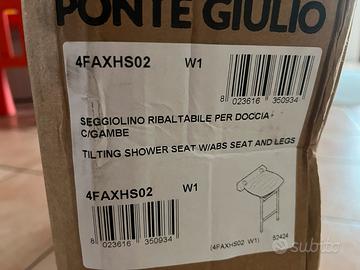 PONTE GIULIO
4FAXHS02 W1
8 023616 350934
SEGGIOLINO RIBALTABILE PER DOCCIA
C/GAMBE
TILTING SHOWER SEAT W/ABS SEAT AND LEGS
4FAXHS02 W1
8 023616 350934
(4FAXHS02 W1) 82424
subito